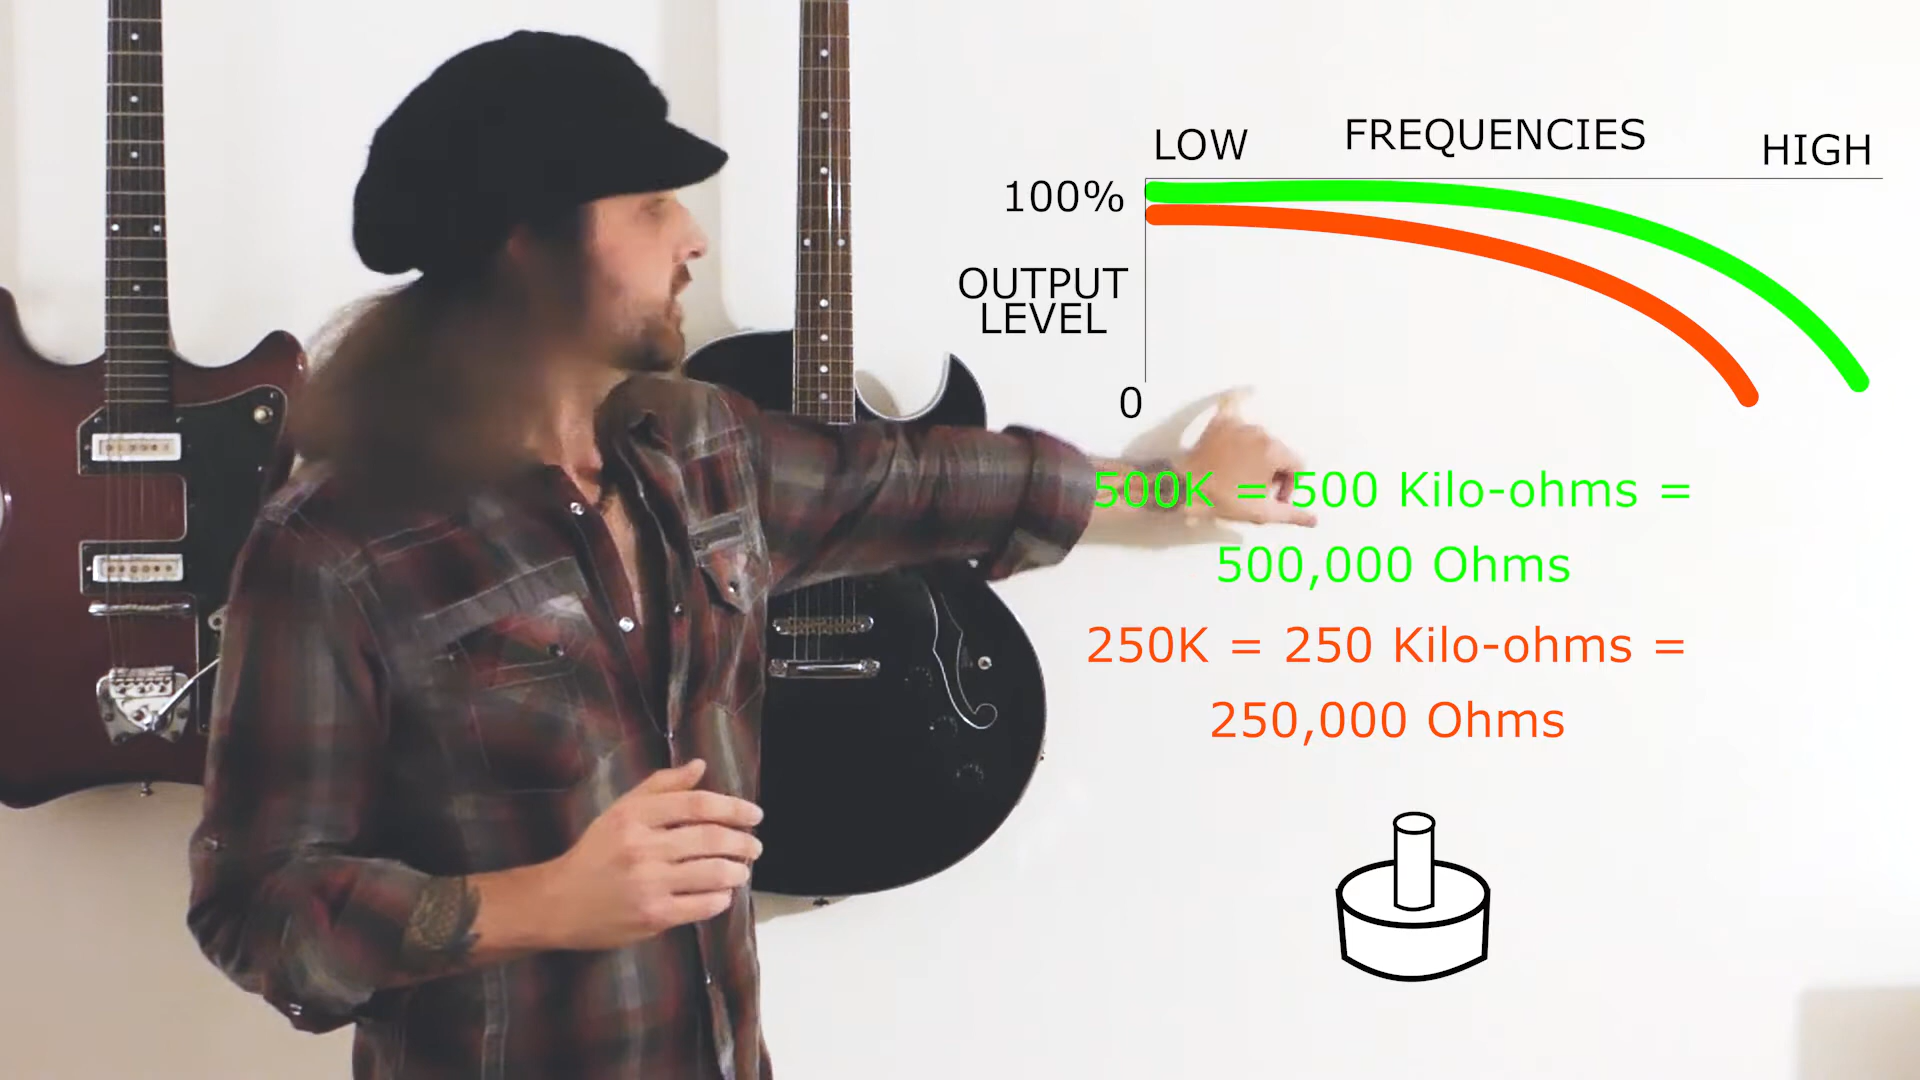 LOW FREQUENCIES HIGH
100%
OUTPUT
LEVEL
0
500K = 500 Kilo-ohms =
500,000 Ohms
250K = 250 Kilo-ohms =
250,000 Ohms